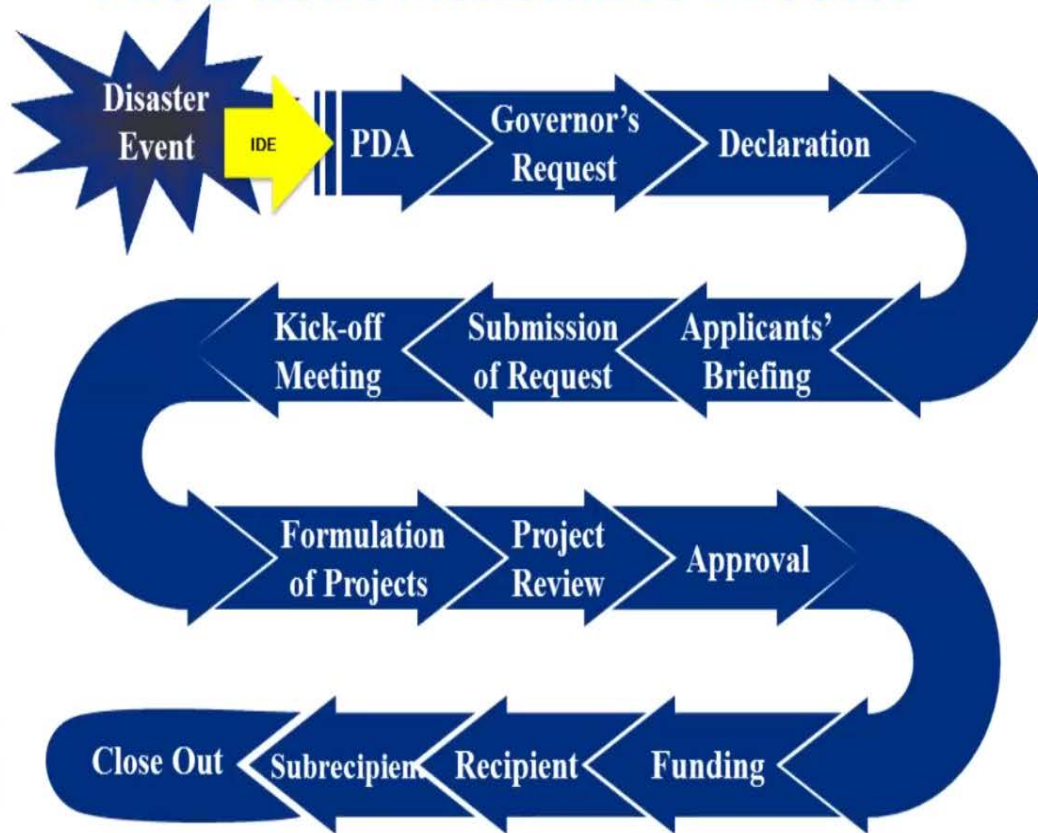 Disaster
Event
IDE
PDA
Governor's
Request
Declaration
Applicants'
Briefing
Submission
of Request
Kick-off
Meeting
Formulation
of Projects
Project
Review
Approval
Funding
Recipient
Subrecipient
Close Out